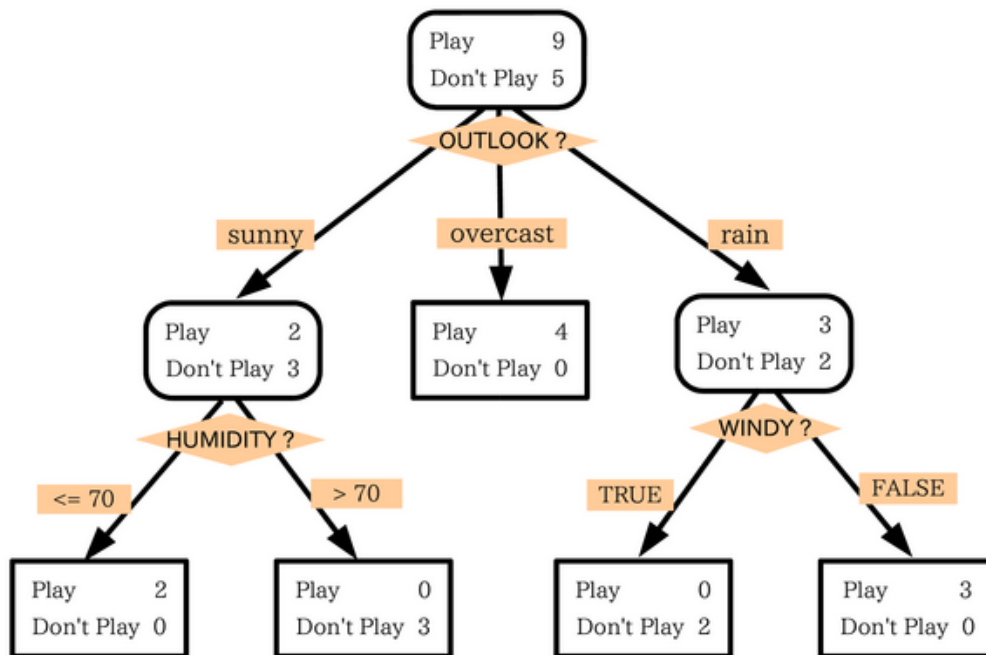 Play 9
Don't Play 5
OUTLOOK ?
sunny
overcast
rain
Play 2
Don't Play 3
Play 4
Don't Play 0
Play 3
Don't Play 2
HUMIDITY ?
WINDY ?
<= 70
> 70
TRUE
FALSE
Play 2
Don't Play 0
Play 0
Don't Play 3
Play 0
Don't Play 2
Play 3
Don't Play 0